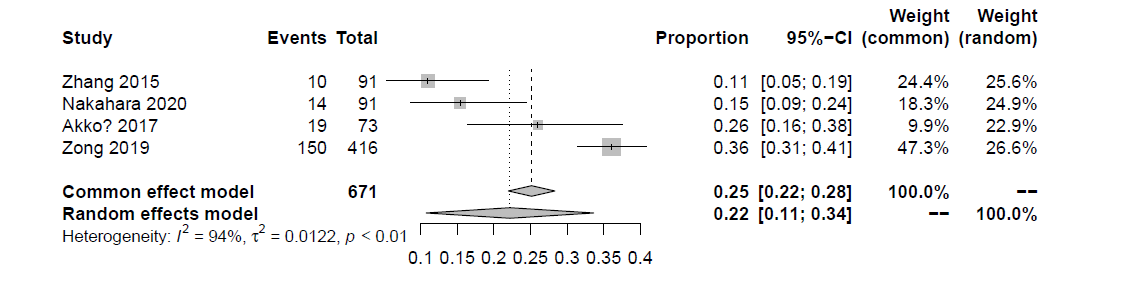 Weight Weight
Study Events Total Proportion 95%−CI (common) (random)
Zhang 2015 10 91 0.11 [0.05; 0.19] 24.4% 25.6%
Nakahara 2020 14 91 0.15 [0.09; 0.24] 18.3% 24.9%
Akko? 2017 19 73 0.26 [0.16; 0.38] 9.9% 22.9%
Zong 2019 150 416 0.36 [0.31; 0.41] 47.3% 26.6%
Common effect model 671 0.25 [0.22; 0.28] 100.0% −−
Random effects model 0.22 [0.11; 0.34] −− 100.0%
Heterogeneity: I² = 94%, τ² = 0.0122, p < 0.01
0.1 0.15 0.2 0.25 0.3 0.35 0.4